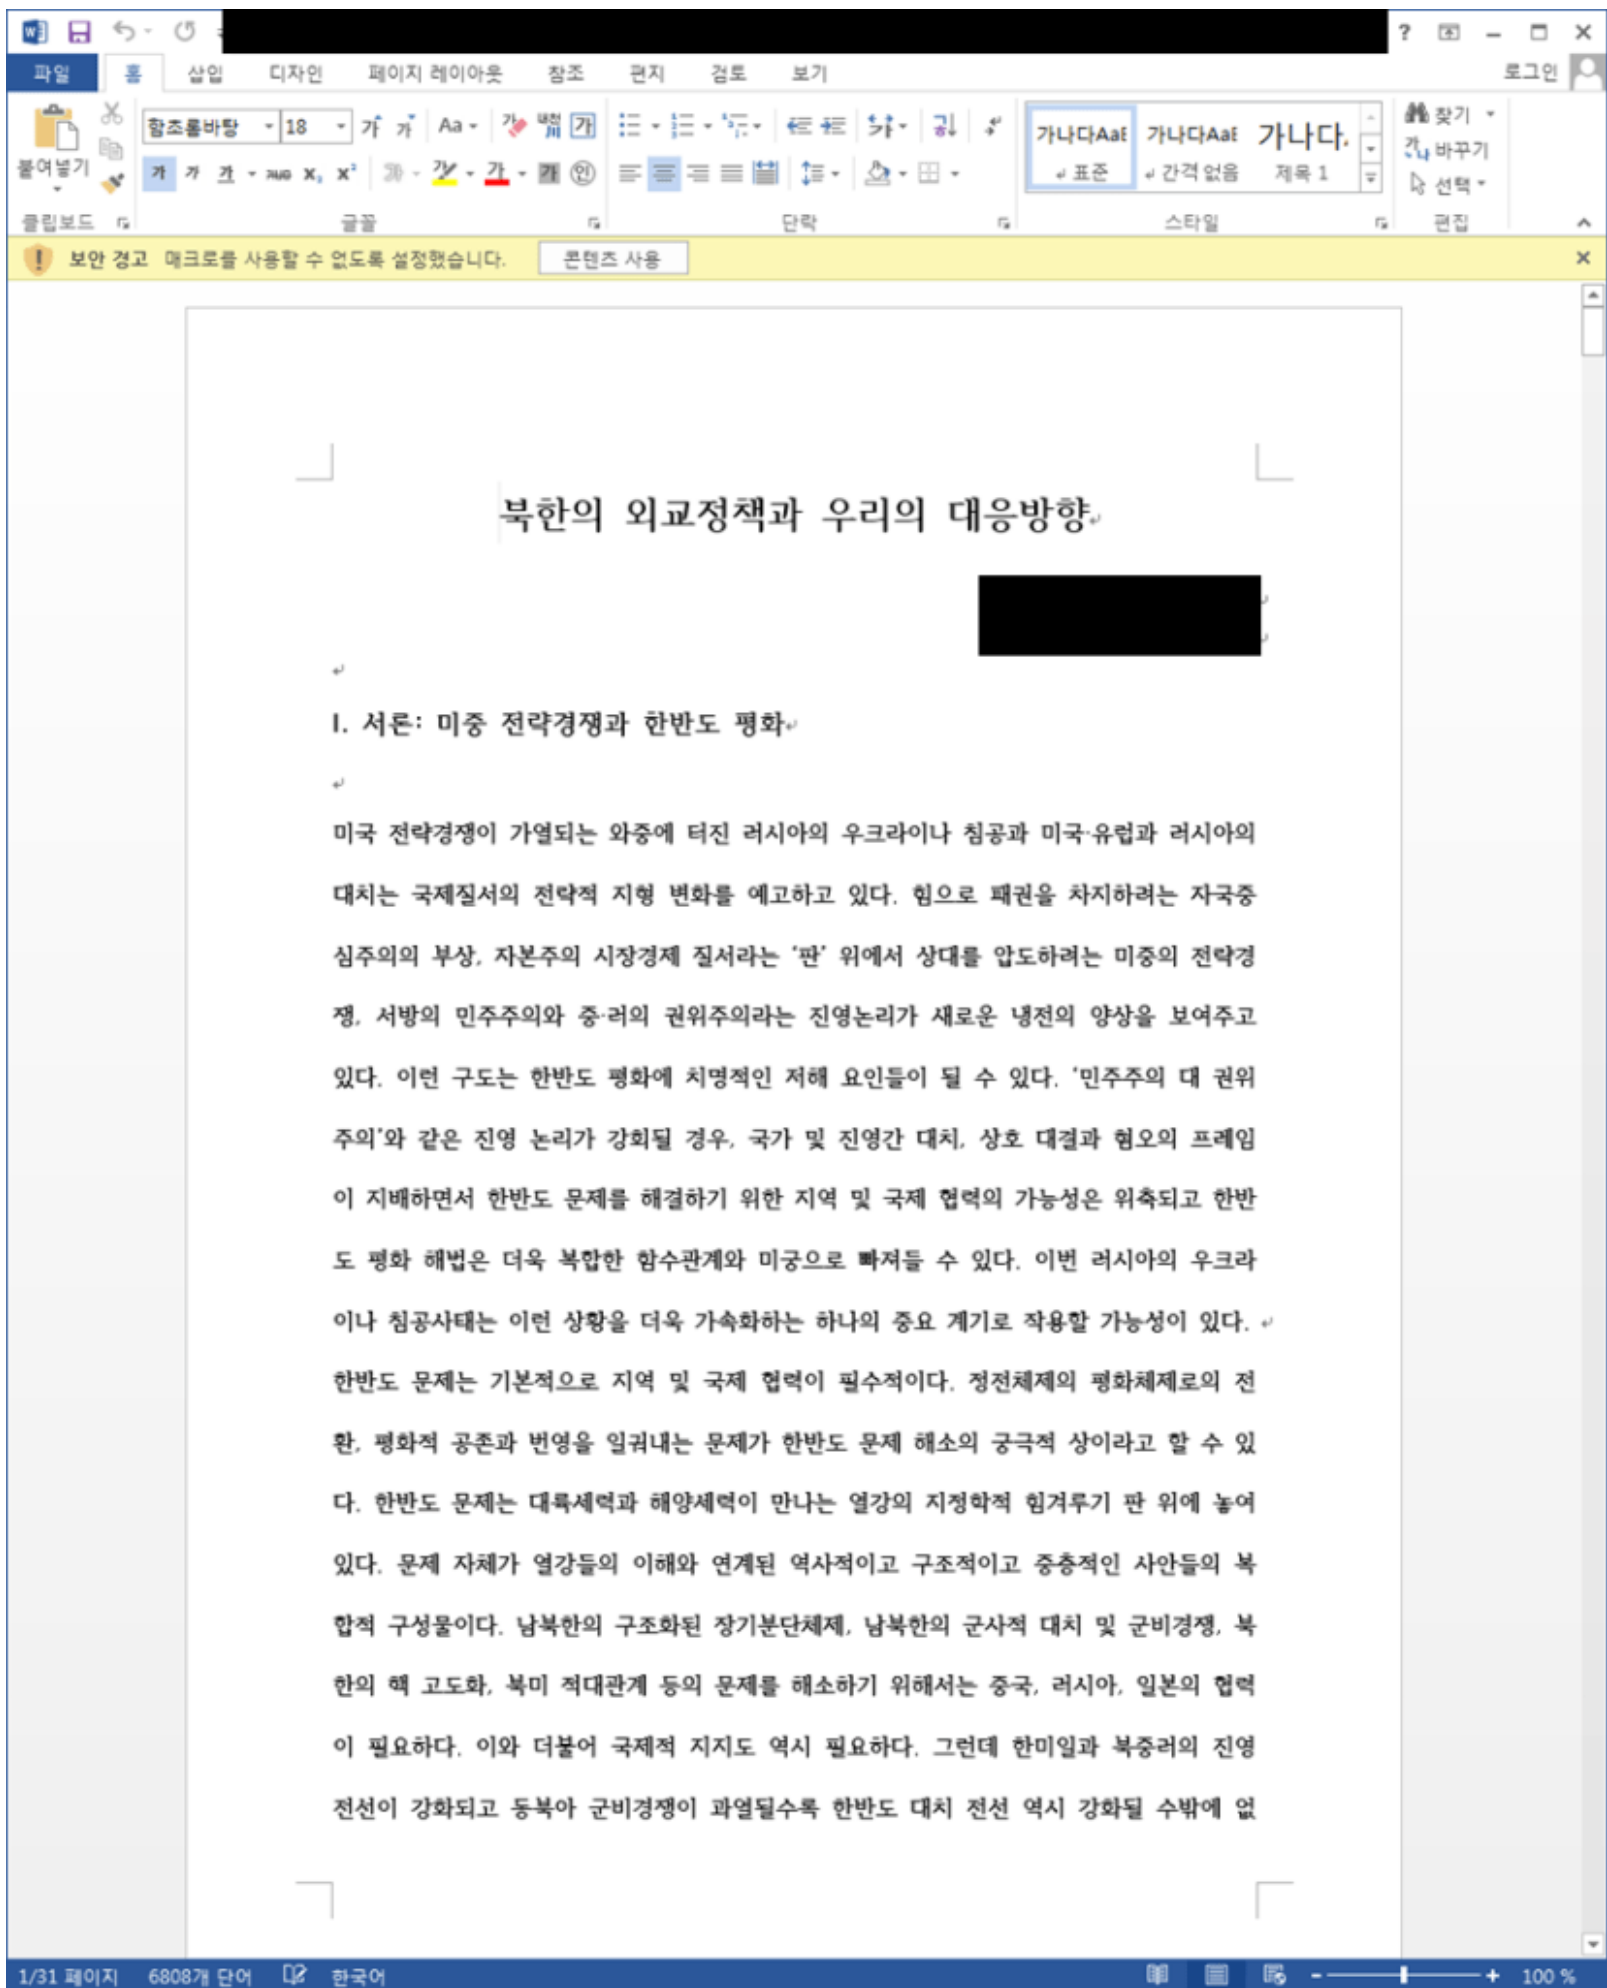 ?
파일 홈 삽입 디자인 페이지 레이아웃 참조 편지 검토 보기 로그인
함초롬바탕 18 가 가 Aa 가 내천 川 가 찾기
붙여넣기 가나다AaB 가나다AaB 가나다. 바꾸기
가 가 가 X₂ X² 가 가 가 표준 간격 없음 제목 1 선택
클립보드 글꼴 단락 스타일 편집
보안 경고 매크로를 사용할 수 없도록 설정했습니다. 콘텐츠 사용
북한의 외교정책과 우리의 대응방향
I. 서론: 미중 전략경쟁과 한반도 평화
미국 전략경쟁이 가열되는 와중에 터진 러시아의 우크라이나 침공과 미국·유럽과 러시아의
대치는 국제질서의 전략적 지형 변화를 예고하고 있다. 힘으로 패권을 차지하려는 자국중
심주의의 부상, 자본주의 시장경제 질서라는 '판' 위에서 상대를 압도하려는 미중의 전략경
쟁, 서방의 민주주의와 중·러의 권위주의라는 진영논리가 새로운 냉전의 양상을 보여주고
있다. 이런 구도는 한반도 평화에 치명적인 저해 요인들이 될 수 있다. '민주주의 대 권위
주의'와 같은 진영 논리가 강회될 경우, 국가 및 진영간 대치, 상호 대결과 혐오의 프레임
이 지배하면서 한반도 문제를 해결하기 위한 지역 및 국제 협력의 가능성은 위축되고 한반
도 평화 해법은 더욱 복합한 함수관계와 미궁으로 빠져들 수 있다. 이번 러시아의 우크라
이나 침공사태는 이런 상황을 더욱 가속화하는 하나의 중요 계기로 작용할 가능성이 있다.
한반도 문제는 기본적으로 지역 및 국제 협력이 필수적이다. 정전체제의 평화체제로의 전
환, 평화적 공존과 번영을 일궈내는 문제가 한반도 문제 해소의 궁극적 상이라고 할 수 있
다. 한반도 문제는 대륙세력과 해양세력이 만나는 열강의 지정학적 힘겨루기 판 위에 놓여
있다. 문제 자체가 열강들의 이해와 연계된 역사적이고 구조적이고 중층적인 사안들의 복
합적 구성물이다. 남북한의 구조화된 장기분단체제, 남북한의 군사적 대치 및 군비경쟁, 북
한의 핵 고도화, 북미 적대관계 등의 문제를 해소하기 위해서는 중국, 러시아, 일본의 협력
이 필요하다. 이와 더불어 국제적 지지도 역시 필요하다. 그런데 한미일과 북중러의 진영
전선이 강화되고 동북아 군비경쟁이 과열될수록 한반도 대치 전선 역시 강화될 수밖에 없
1/31 페이지 6808개 단어 한국어 100 %